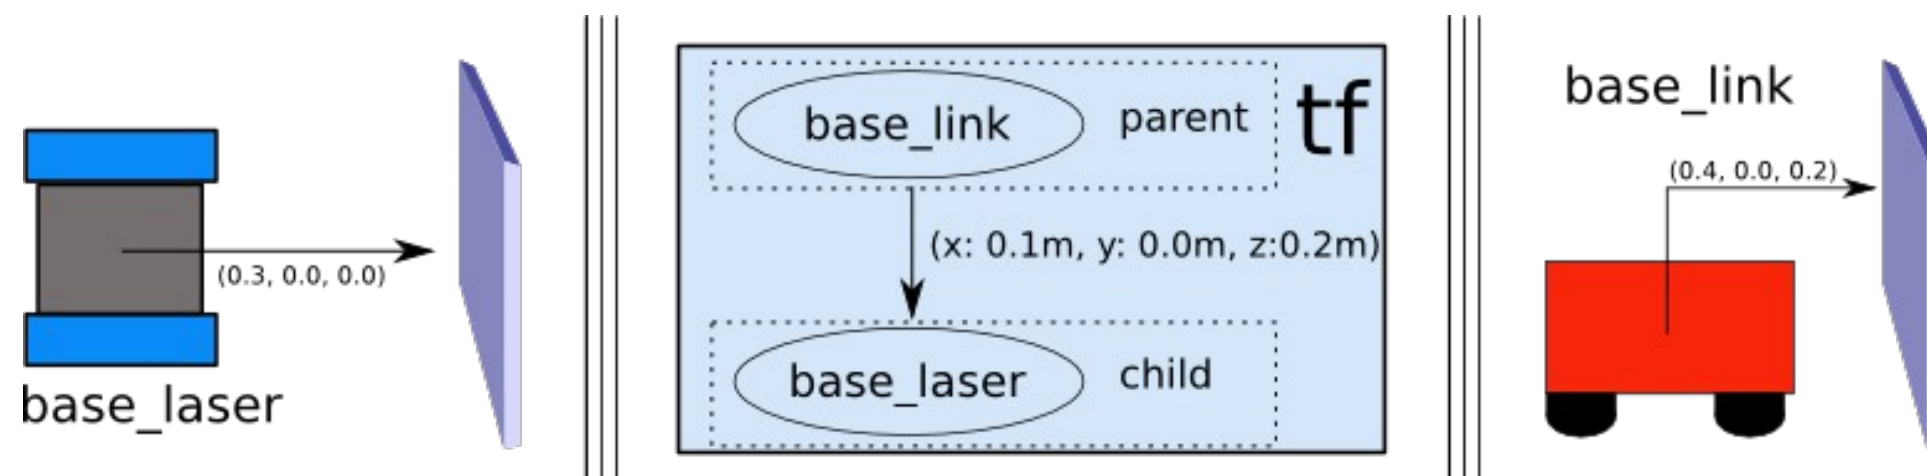 (0.3, 0.0, 0.0)
base_laser
base_link
parent
tf
(x: 0.1m, y: 0.0m, z:0.2m)
base_laser
child
base_link
(0.4, 0.0, 0.2)